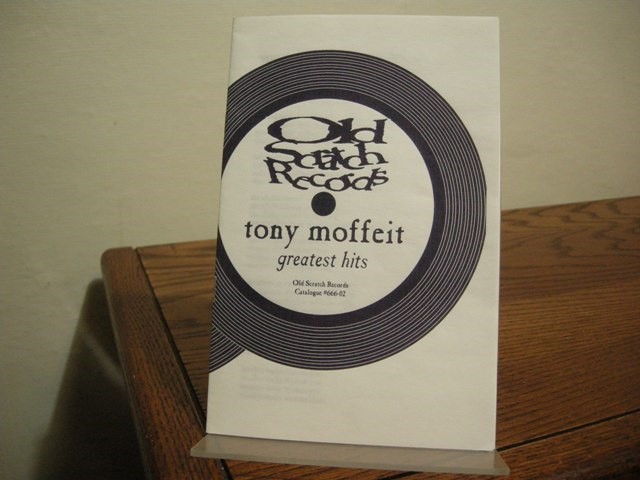 Old
Scratch
Records
tony moffeit
greatest hits
Old Scratch Records
Catalogue #666-02